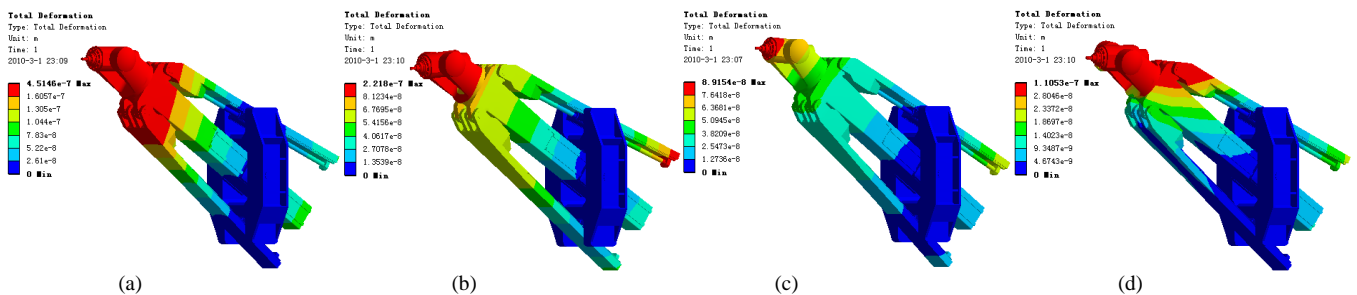 Total Deformation
Type: Total Deformation
Unit: m
Time: 1
2010-3-1 23:09
4.5146e-7 Max
1.6057e-7
1.305e-7
1.044e-7
7.83e-8
5.22e-8
2.61e-8
0 Min
(a)
Total Deformation
Type: Total Deformation
Unit: m
Time: 1
2010-3-1 23:10
2.218e-7 Max
8.1234e-8
6.7695e-8
5.4156e-8
4.0617e-8
2.7078e-8
1.3539e-8
0 Min
(b)
Total Deformation
Type: Total Deformation
Unit: m
Time: 1
2010-3-1 23:07
8.9154e-8 Max
7.6418e-8
6.3681e-8
5.0945e-8
3.8209e-8
2.5473e-8
1.2736e-8
0 Min
(c)
Total Deformation
Type: Total Deformation
Unit: m
Time: 1
2010-3-1 23:10
1.1053e-7 Max
2.8046e-8
2.3372e-8
1.8697e-8
1.4023e-8
9.3487e-9
4.6743e-9
0 Min
(d)